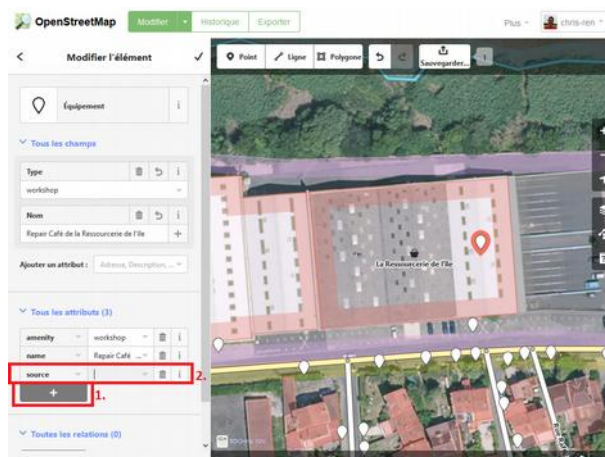 OpenStreetMap Modifier Historique Exporter Plus chris-ren
Modifier l'élément
Point Ligne Polygone Sauvegarder... 1
Équipement
Tous les champs
Type
workshop
Nom
Repair Café de la Ressourcerie de l'île
Ajouter un attribut : Adresse, Description, ...
Tous les attributs (3)
amenity workshop
name Repair Café ...
source 2.
+ 1.
Toutes les relations (0)
La Ressourcerie de l'île